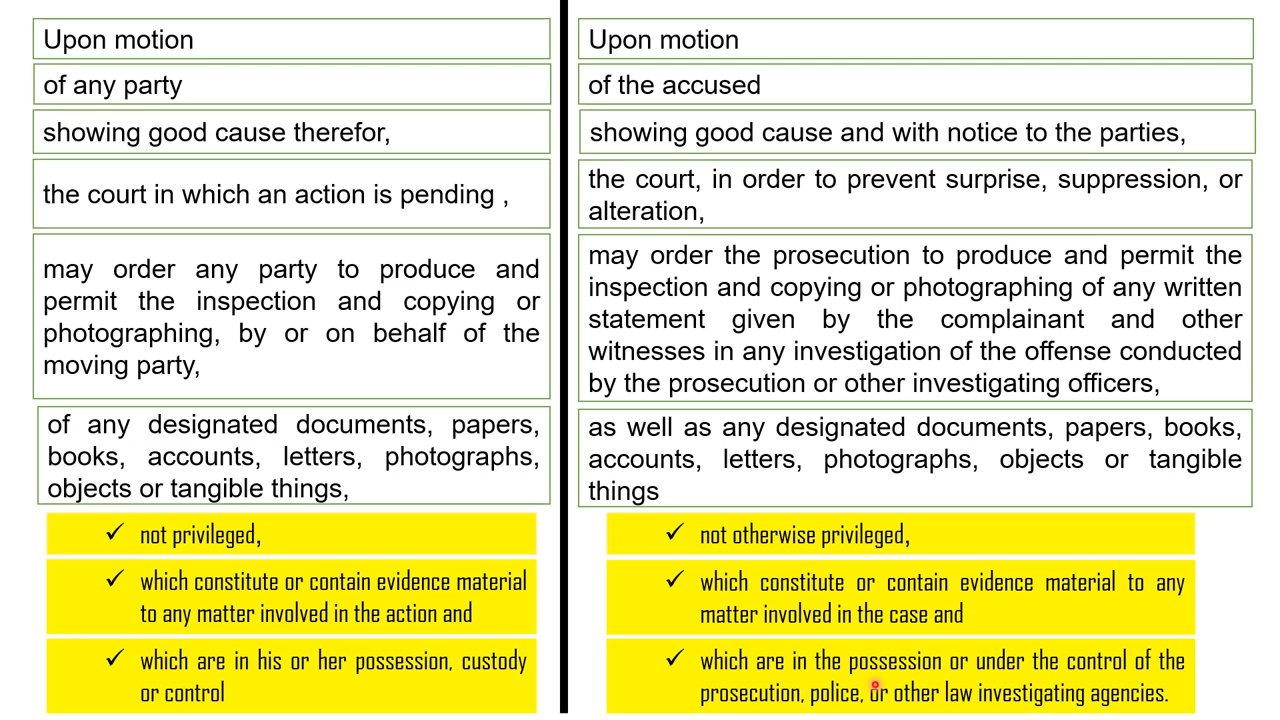 Upon motion
of any party
showing good cause therefor,
the court in which an action is pending ,
may order any party to produce and
permit the inspection and copying or
photographing, by or on behalf of the
moving party,
of any designated documents, papers,
books, accounts, letters, photographs,
objects or tangible things,
✓ not privileged,
✓ which constitute or contain evidence material
to any matter involved in the action and
✓ which are in his or her possession, custody
or control
Upon motion
of the accused
showing good cause and with notice to the parties,
the court, in order to prevent surprise, suppression, or
alteration,
may order the prosecution to produce and permit the
inspection and copying or photographing of any written
statement given by the complainant and other
witnesses in any investigation of the offense conducted
by the prosecution or other investigating officers,
as well as any designated documents, papers, books,
accounts, letters, photographs, objects or tangible
things
✓ not otherwise privileged,
✓ which constitute or contain evidence material to any
matter involved in the case and
✓ which are in the possession or under the control of the
prosecution, police, or other law investigating agencies.